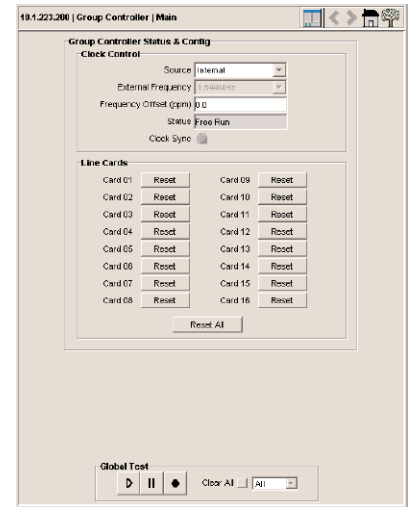 10.1.223.200 | Group Controller | Main
Group Controller Status & Config
Clock Control
Source Internal
External Frequency 1.544MHz
Frequency Offset (ppm) 0.0
Status Free Run
Clock Sync
Line Cards
Card 01 Reset Card 09 Reset
Card 02 Reset Card 10 Reset
Card 03 Reset Card 11 Reset
Card 04 Reset Card 12 Reset
Card 05 Reset Card 13 Reset
Card 06 Reset Card 14 Reset
Card 07 Reset Card 15 Reset
Card 08 Reset Card 16 Reset
Reset All
Global Test
Clear All All